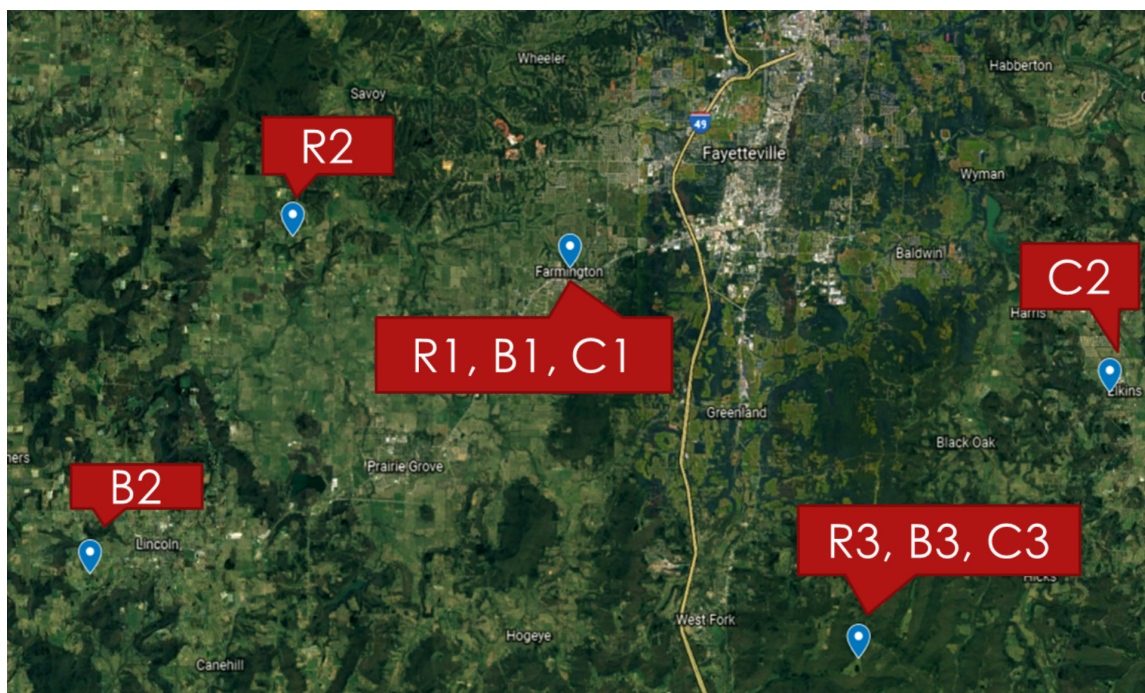 Wheeler
Habberton
Savoy
49
R2
Fayetteville
Wyman
Baldwin
Farmington
C2
Harris
R1, B1, C1
Elkins
Greenland
Black Oak
Prairie Grove
B2
Lincoln
R3, B3, C3
Hicks
West Fork
Hogeye
Canehill